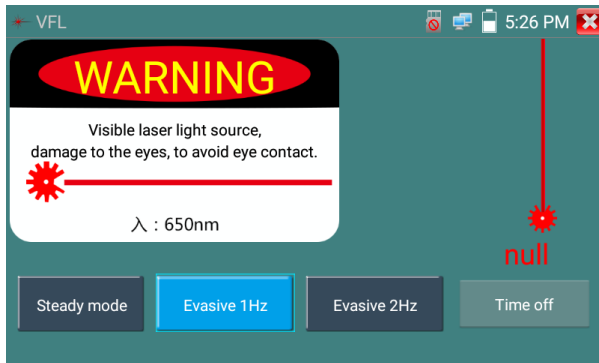 VFL
5:26 PM
WARNING
Visible laser light source,
damage to the eyes, to avoid eye contact.
入 : 650nm
null
Steady mode
Evasive 1Hz
Evasive 2Hz
Time off